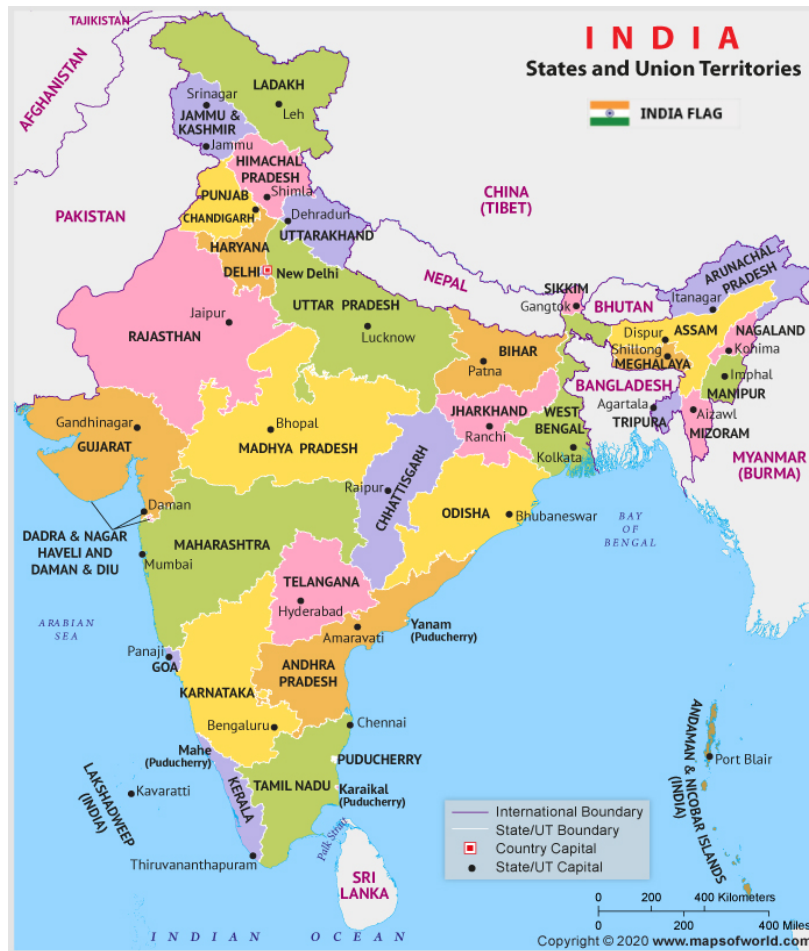 TAJIKISTAN
INDIA
States and Union Territories
INDIA FLAG
AFGHANISTAN
LADAKH
Srinagar
Leh
JAMMU &
KASHMIR
Jammu
HIMACHAL
PRADESH
Shimla
PUNJAB
CHANDIGARH
CHINA
(TIBET)
PAKISTAN
Dehradun
UTTARAKHAND
HARYANA
DELHI
New Delhi
NEPAL
ARUNACHAL
PRADESH
SIKKIM
Gangtok
BHUTAN
Itanagar
UTTAR PRADESH
Lucknow
Jaipur
RAJASTHAN
Dispur
ASSAM
NAGALAND
Shillong
Kohima
MEGHALAYA
BIHAR
Patna
Imphal
MANIPUR
BANGLADESH
Agartala
TRIPURA
Aizawl
MIZORAM
JHARKHAND
Ranchi
WEST
BENGAL
Kolkata
Gandhinagar
GUJARAT
Bhopal
MADHYA PRADESH
MYANMAR
(BURMA)
CHHATTISGARH
Raipur
ODISHA
Bhubaneswar
BAY
OF
BENGAL
Daman
DADRA & NAGAR
HAVELI AND
DAMAN & DIU
MAHARASHTRA
Mumbai
TELANGANA
Hyderabad
ARABIAN
SEA
Amaravati
Yanam
(Puducherry)
Panaji
GOA
ANDHRA
PRADESH
KARNATAKA
Bengaluru
Chennai
Mahe
(Puducherry)
PUDUCHERRY
TAMIL NADU
Karaikal
(Puducherry)
KERALA
LAKSHADWEEP
(INDIA)
Kavaratti
Thiruvananthapuram
Palk Strait
SRI
LANKA
ANDAMAN & NICOBAR ISLANDS
(INDIA)
Port Blair
International Boundary
State/UT Boundary
Country Capital
State/UT Capital
0 200 400 Kilometers
0 200 400 Miles
INDIAN OCEAN
Copyright © 2020 www.mapsofworld.com